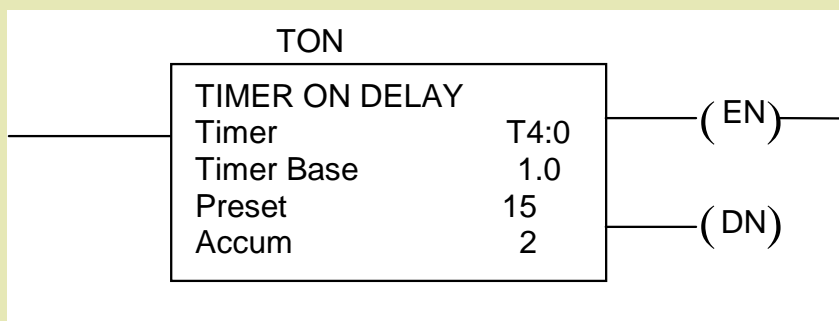 TON
TIMER ON DELAY
Timer T4:0
Timer Base 1.0
Preset 15
Accum 2
(EN)
(DN)